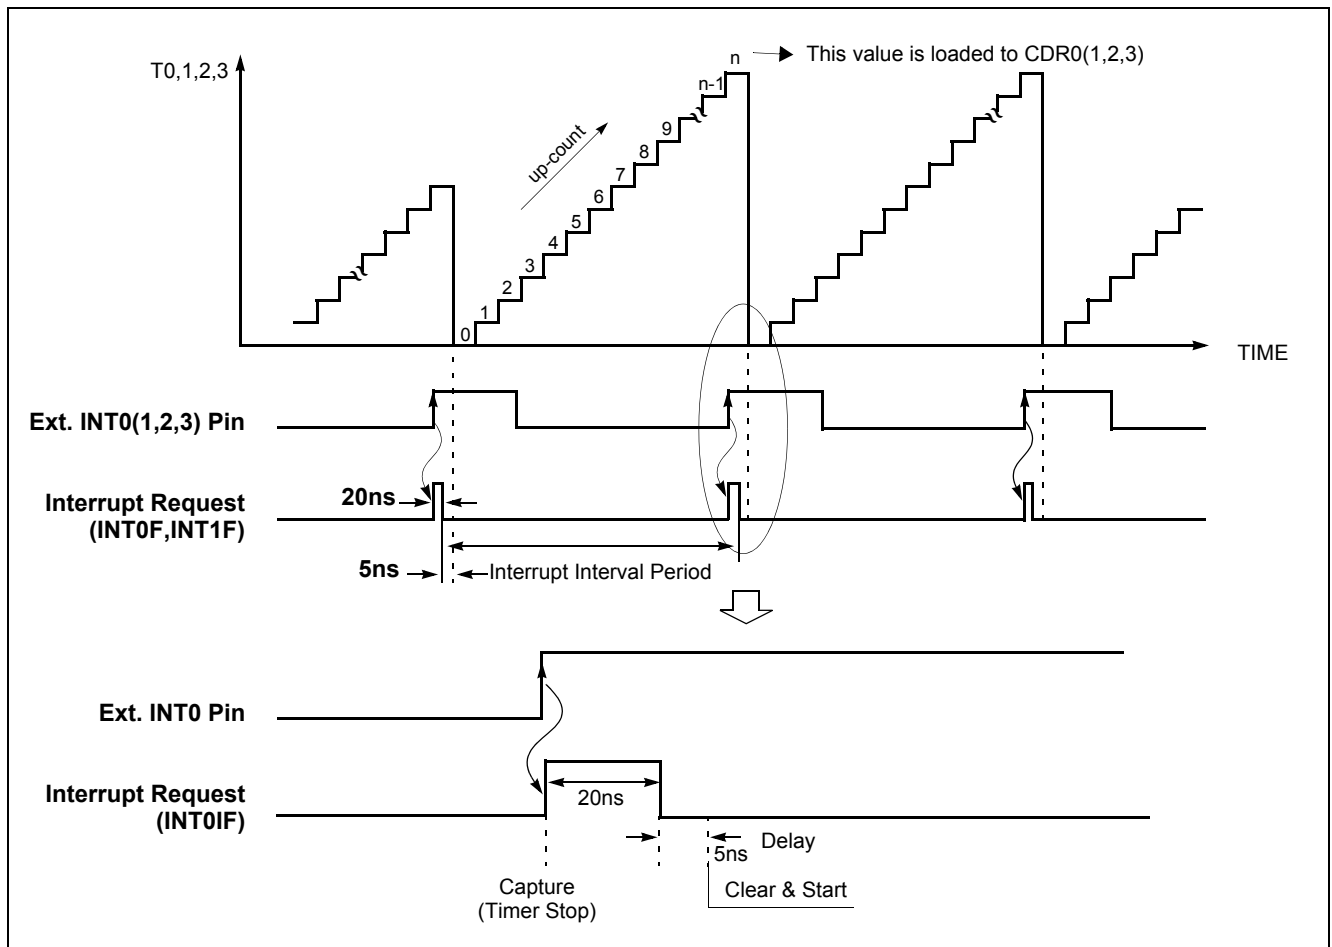 n
This value is loaded to CDR0(1,2,3)
T0,1,2,3
n-1
9
8
7
6
5
4
3
2
1
0
up-count
TIME
Ext. INT0(1,2,3) Pin
Interrupt Request
(INT0F,INT1F)
20ns
5ns
Interrupt Interval Period
Ext. INT0 Pin
Interrupt Request
(INT0IF)
20ns
Delay
5ns
Capture
(Timer Stop)
Clear & Start